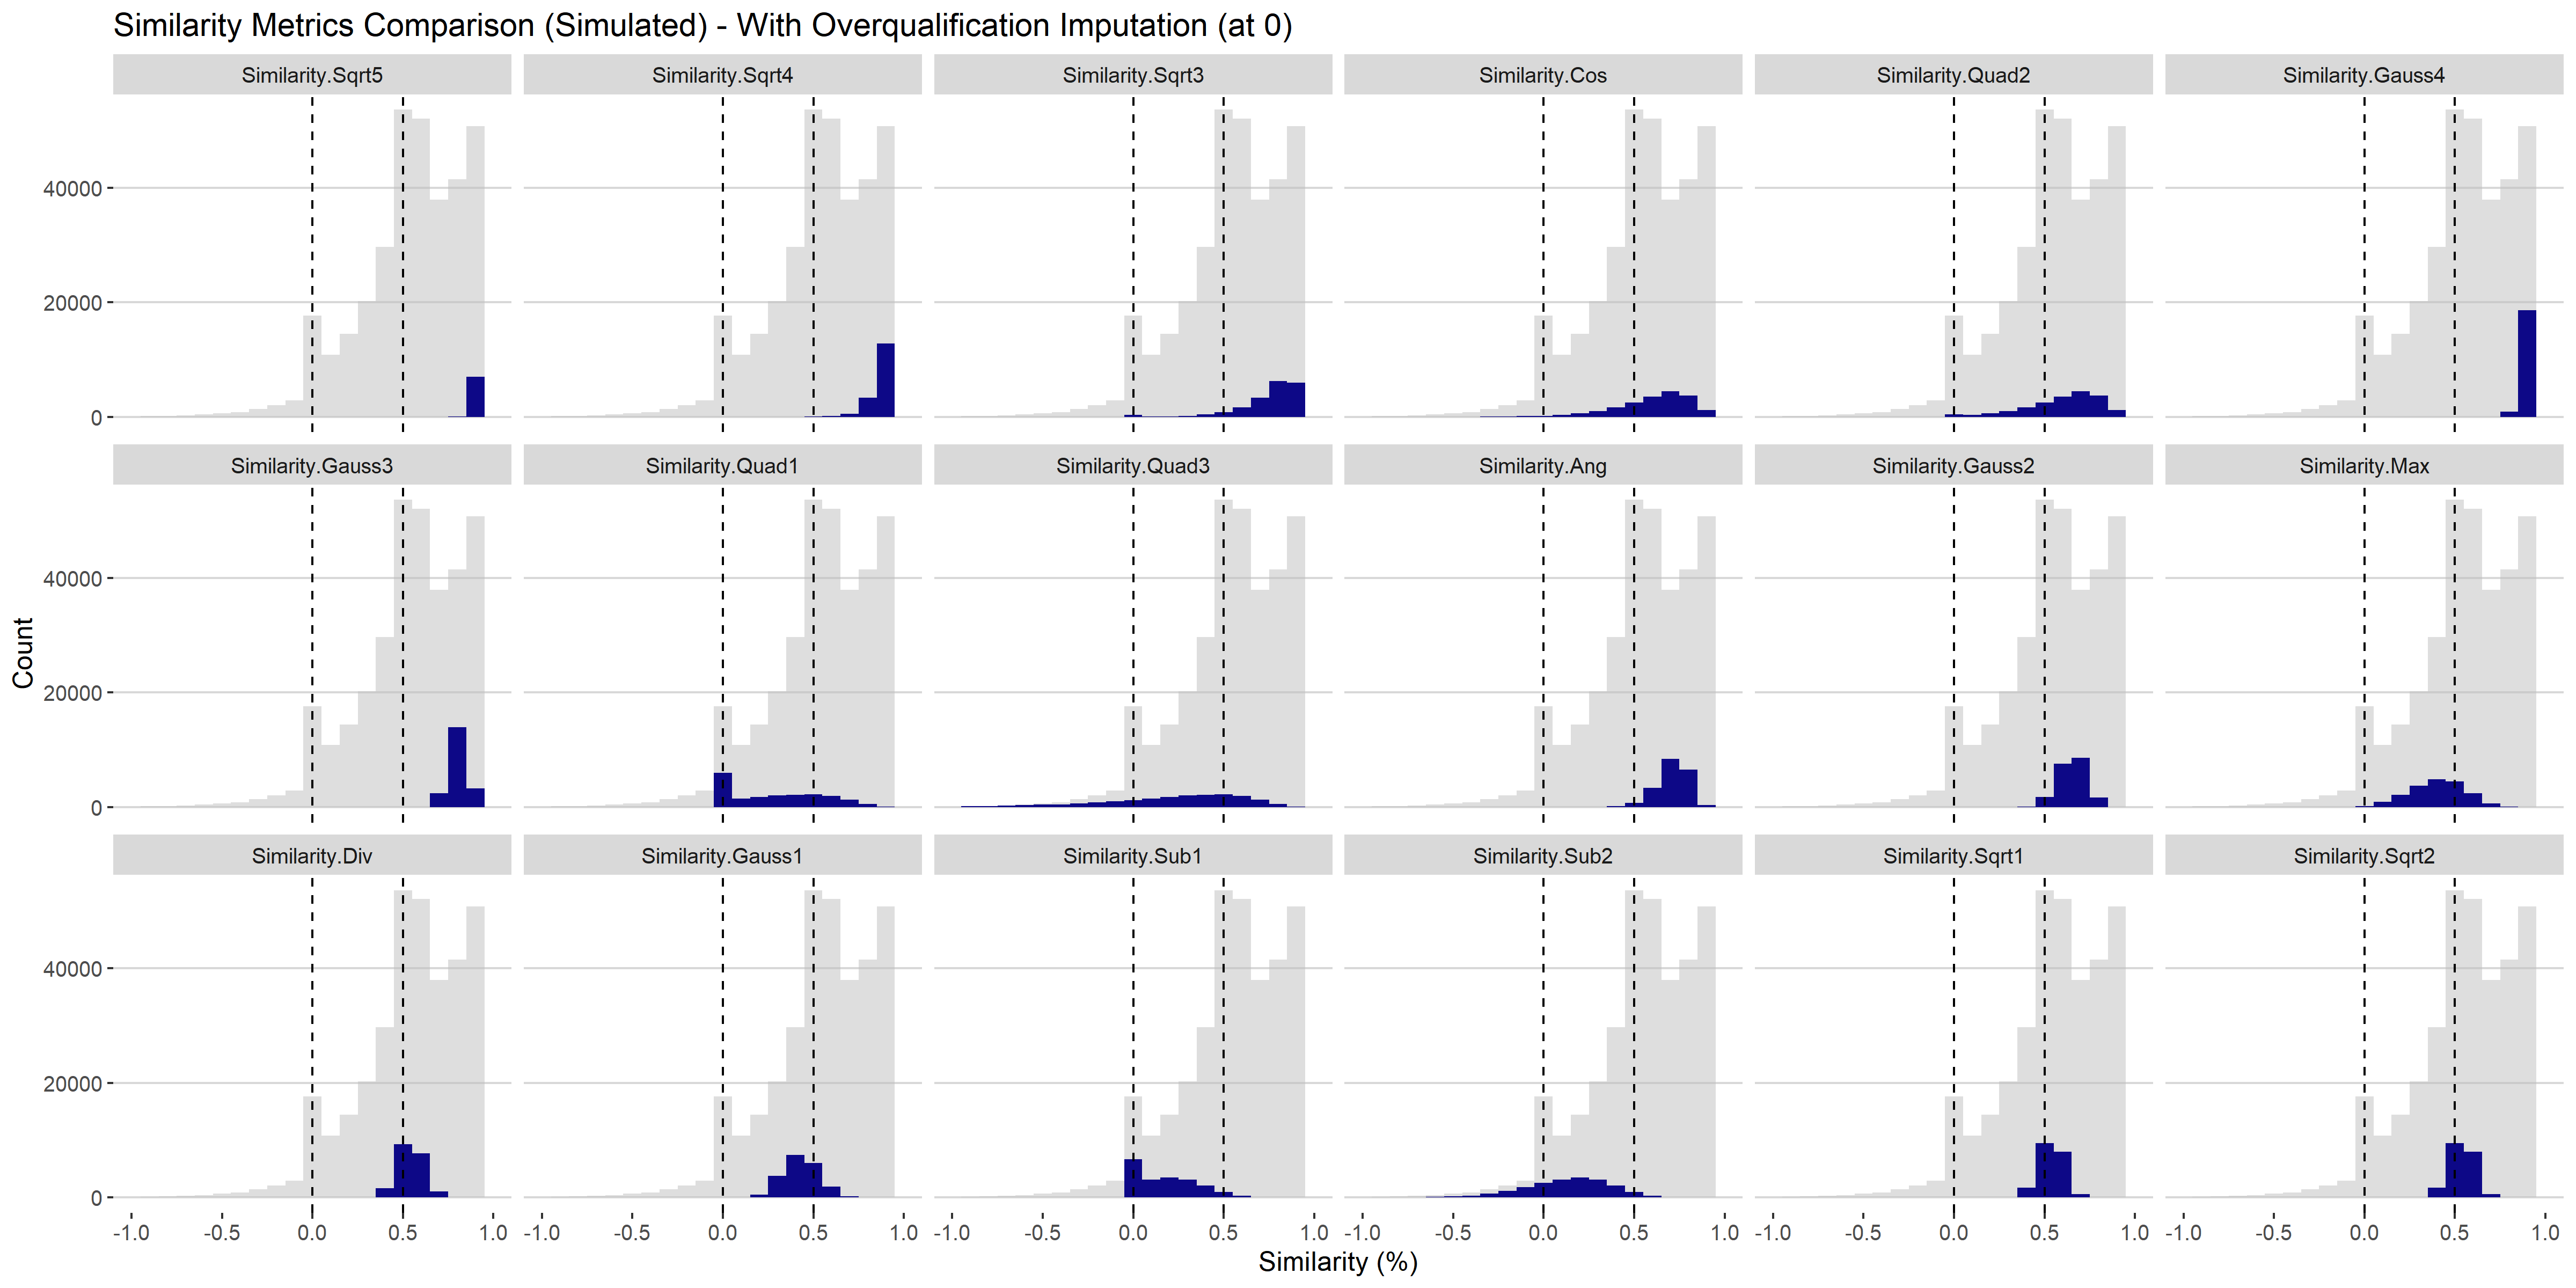 Similarity Metrics Comparison (Simulated) - With Overqualification Imputation (at 0)
Similarity.Sqrt5
Similarity.Sqrt4
Similarity.Sqrt3
Similarity.Cos
Similarity.Quad2
Similarity.Gauss4
40000
20000
0
Similarity.Gauss3
Similarity.Quad1
Similarity.Quad3
Similarity.Ang
Similarity.Gauss2
Similarity.Max
40000
20000
0
Count
Similarity.Div
Similarity.Gauss1
Similarity.Sub1
Similarity.Sub2
Similarity.Sqrt1
Similarity.Sqrt2
40000
20000
0
-1.0 -0.5 0.0 0.5 1.0
-1.0 -0.5 0.0 0.5 1.0
-1.0 -0.5 0.0 0.5 1.0
-1.0 -0.5 0.0 0.5 1.0
-1.0 -0.5 0.0 0.5 1.0
-1.0 -0.5 0.0 0.5 1.0
Similarity (%)